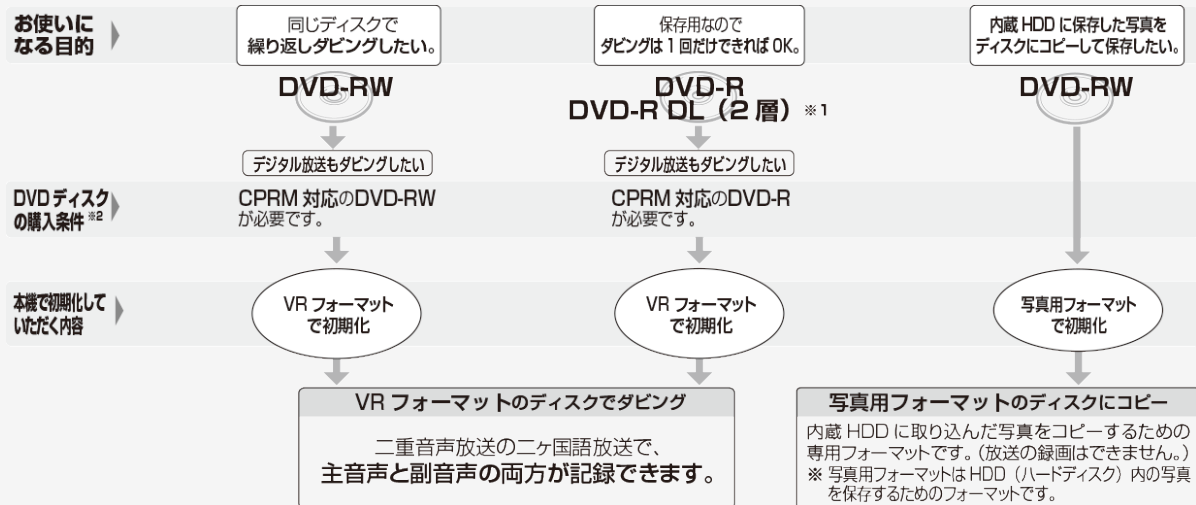 お使いに
なる目的
同じディスクで
繰り返しダビングしたい。
保存用なので
ダビングは1回だけできれば OK。
内蔵 HDD に保存した写真を
ディスクにコピーして保存したい。
DVD-RW
DVD-R
DVD-R DL（2 層）※1
DVD-RW
デジタル放送もダビングしたい
デジタル放送もダビングしたい
DVD ディスク
の購入条件 ※2
CPRM 対応のDVD-RW
が必要です。
CPRM 対応のDVD-R
が必要です。
本機で初期化して
いただく内容
VR フォーマット
で初期化
VR フォーマット
で初期化
写真用フォーマット
で初期化
VR フォーマットのディスクでダビング
二重音声放送の二ヶ国語放送で、
主音声と副音声の両方が記録できます。
写真用フォーマットのディスクにコピー
内蔵 HDD に取り込んだ写真をコピーするための
専用フォーマットです。（放送の録画はできません。）
※ 写真用フォーマットは HDD（ハードディスク）内の写真
を保存するためのフォーマットです。